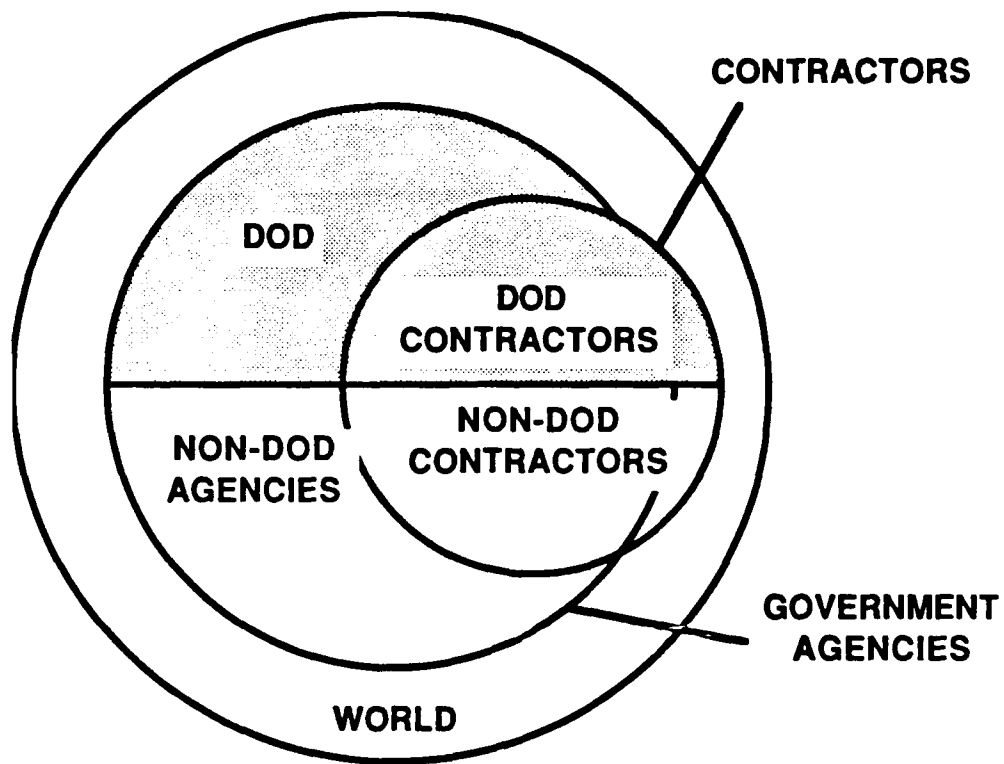 CONTRACTORS
DOD
DOD
CONTRACTORS
NON-DOD
CONTRACTORS
NON-DOD
AGENCIES
GOVERNMENT
AGENCIES
WORLD